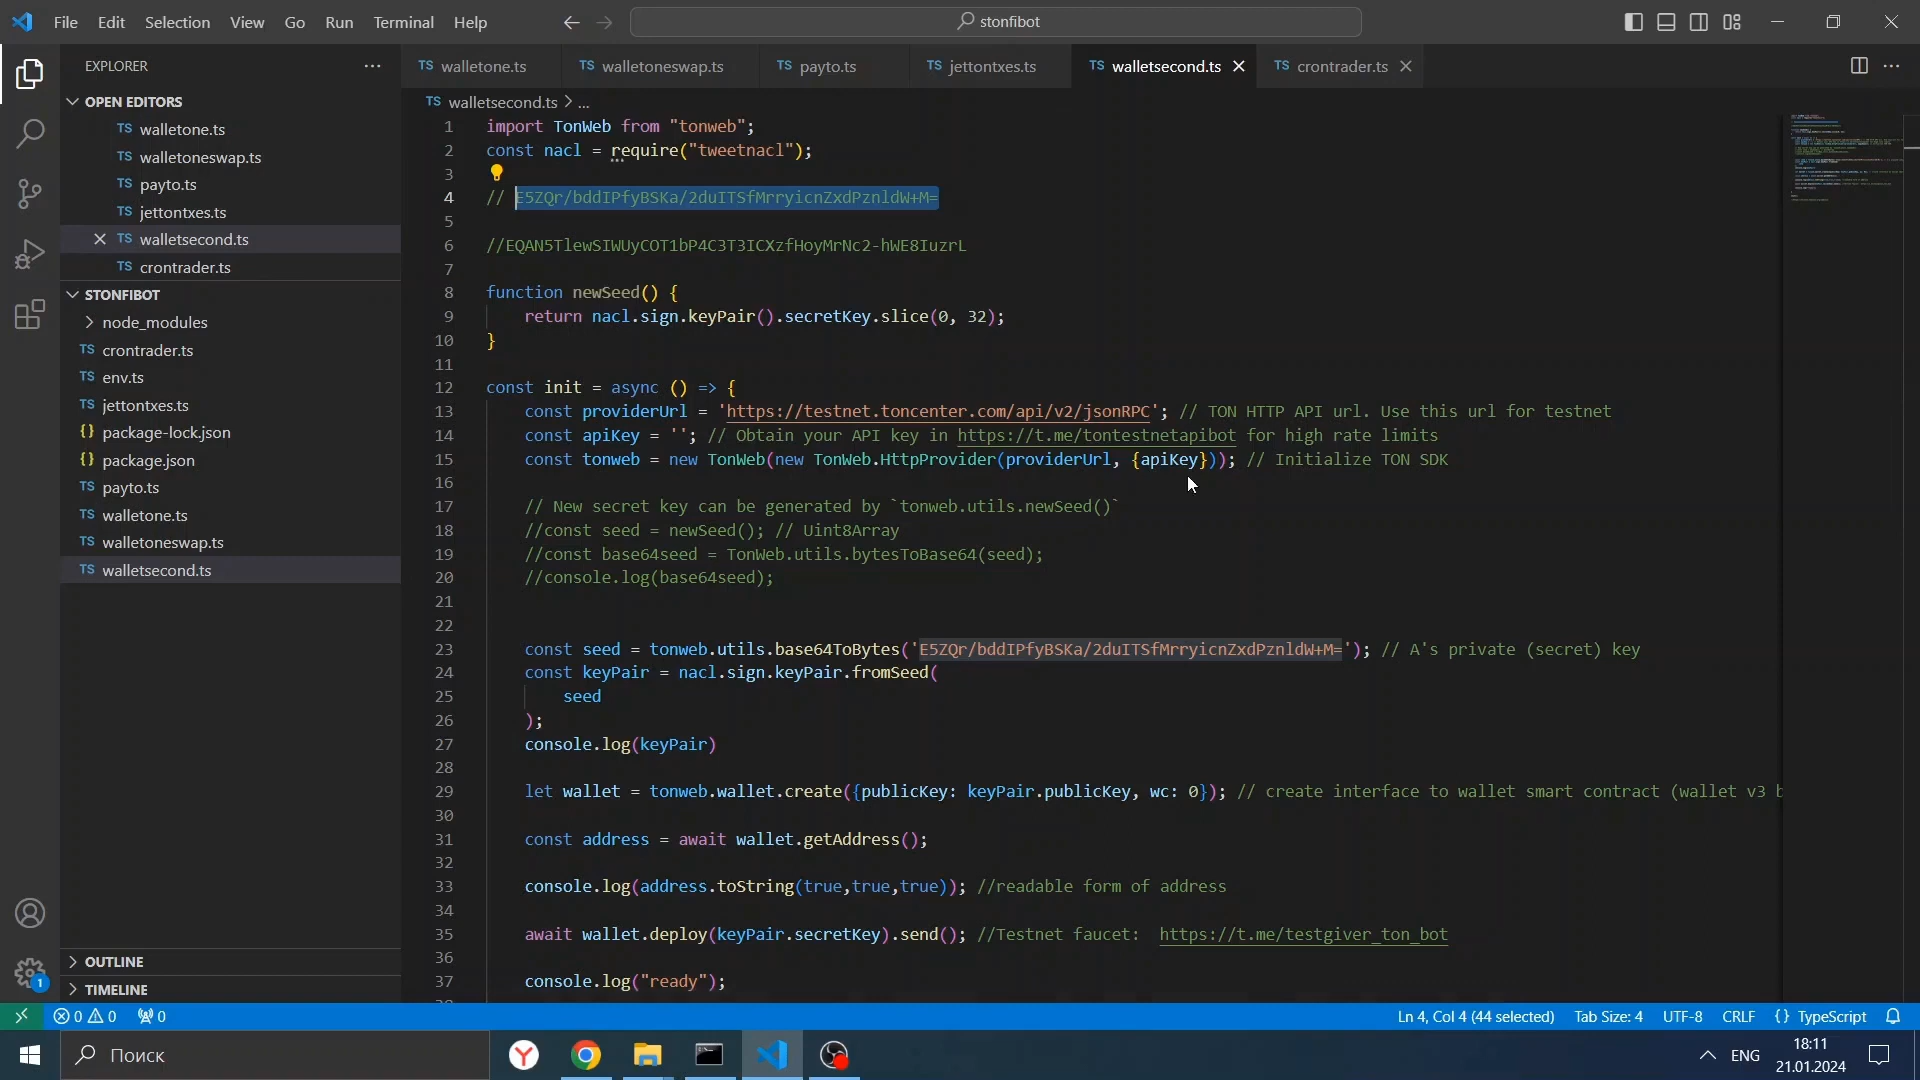 File Edit Selection View Go Run Terminal Help
stonfibot
EXPLORER
OPEN EDITORS
TS walletone.ts
TS walletoneswap.ts
TS payto.ts
TS jettontxes.ts
TS walletsecond.ts
TS crontrader.ts
STONFIBOT
node_modules
TS crontrader.ts
TS env.ts
TS jettontxes.ts
{} package-lock.json
{} package.json
TS payto.ts
TS walletone.ts
TS walletoneswap.ts
TS walletsecond.ts
OUTLINE
TIMELINE
TS walletone.ts TS walletoneswap.ts TS payto.ts TS jettontxes.ts TS walletsecond.ts TS crontrader.ts
TS walletsecond.ts > ...
1 import TonWeb from "tonweb";
2 const nacl = require("tweetnacl");
3
4 // E5ZQr/bddIPfyBSKa/2duITSfMrryicnZxdPznldW+M=
5
6 //EQAN5TlewSIWUyCOT1bP4C3T3ICXzfHoyMrNc2-hWE8IuzrL
7
8 function newSeed() {
9 return nacl.sign.keyPair().secretKey.slice(0, 32);
10 }
11
12 const init = async () => {
13 const providerUrl = 'https://testnet.toncenter.com/api/v2/jsonRPC'; // TON HTTP API url. Use this url for testnet
14 const apiKey = ''; // Obtain your API key in https://t.me/tontestnetapibot for high rate limits
15 const tonweb = new TonWeb(new TonWeb.HttpProvider(providerUrl, {apiKey})); // Initialize TON SDK
16
17 // New secret key can be generated by `tonweb.utils.newSeed()`
18 //const seed = newSeed(); // Uint8Array
19 //const base64seed = TonWeb.utils.bytesToBase64(seed);
20 //console.log(base64seed);
21
22
23 const seed = tonweb.utils.base64ToBytes('E5ZQr/bddIPfyBSKa/2duITSfMrryicnZxdPznldW+M='); // A's private (secret) key
24 const keyPair = nacl.sign.keyPair.fromSeed(
25 seed
26 );
27 console.log(keyPair)
28
29 let wallet = tonweb.wallet.create({publicKey: keyPair.publicKey, wc: 0}); // create interface to wallet smart contract (wallet v3 b
30
31 const address = await wallet.getAddress();
32
33 console.log(address.toString(true,true,true)); //readable form of address
34
35 await wallet.deploy(keyPair.secretKey).send(); //Testnet faucet: https://t.me/testgiver_ton_bot
36
37 console.log("ready");
0 0 0
Ln 4, Col 4 (44 selected) Tab Size: 4 UTF-8 CRLF {} TypeScript
1
Поиск
ENG
18:11
21.01.2024